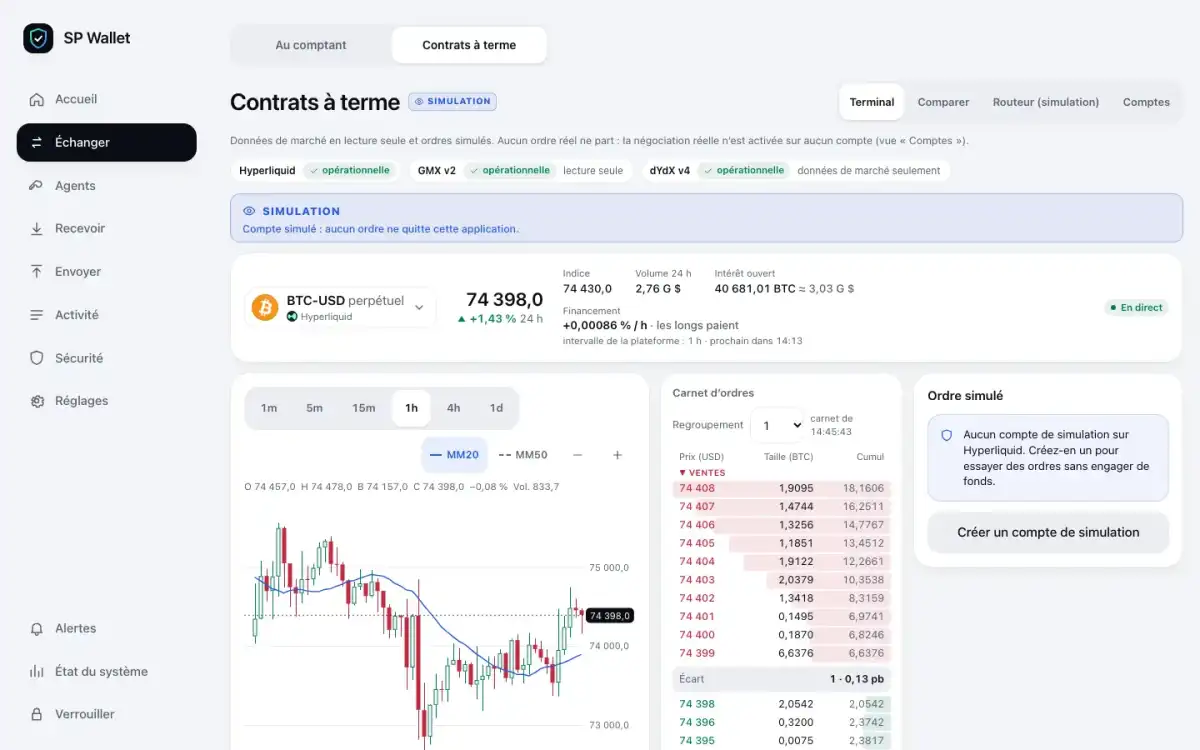 SP Wallet
Au comptant
Contrats à terme
Accueil
Échanger
Agents
Recevoir
Envoyer
Activité
Sécurité
Réglages
Alertes
État du système
Verrouiller
Contrats à terme
SIMULATION
Terminal
Comparer
Routeur (simulation)
Comptes
Données de marché en lecture seule et ordres simulés. Aucun ordre réel ne part : la négociation réelle n'est activée sur aucun compte (vue « Comptes »).
Hyperliquid opérationnelle
GMX v2 opérationnelle lecture seule
dYdX v4 opérationnelle données de marché seulement
SIMULATION
Compte simulé : aucun ordre ne quitte cette application.
BTC-USD perpétuel
Hyperliquid
74 398,0
▲ +1,43 % 24 h
Indice
74 430,0
Volume 24 h
2,76 G $
Intérêt ouvert
40 681,01 BTC ≈ 3,03 G $
Financement
+0,00086 % / h · les longs paient
intervalle de la plateforme : 1 h · prochain dans 14:13
En direct
1m 5m 15m 1h 4h 1d
MM20 MM50 − +
O 74 457,0 H 74 478,0 B 74 157,0 C 74 398,0 −0,08 % Vol. 833,7
75 000,0
74 398,0
74 000,0
73 000,0
Carnet d'ordres
Regroupement 1 carnet de
14:45:43
Prix (USD) Taille (BTC) Cumul
▼ VENTES
74 408 1,9095 18,1606
74 407 1,4744 16,2511
74 406 1,3256 14,7767
74 405 1,1851 13,4512
74 404 1,9122 12,2661
74 403 2,0379 10,3538
74 402 1,3418 8,3159
74 401 0,1495 6,9741
74 400 0,1870 6,8246
74 399 6,6376 6,6376
Écart 1 · 0,13 pb
74 398 2,0542 2,0542
74 396 0,3200 2,3742
74 395 0,0075 2,3817
Ordre simulé
Aucun compte de simulation sur
Hyperliquid. Créez-en un pour
essayer des ordres sans engager de
fonds.
Créer un compte de simulation